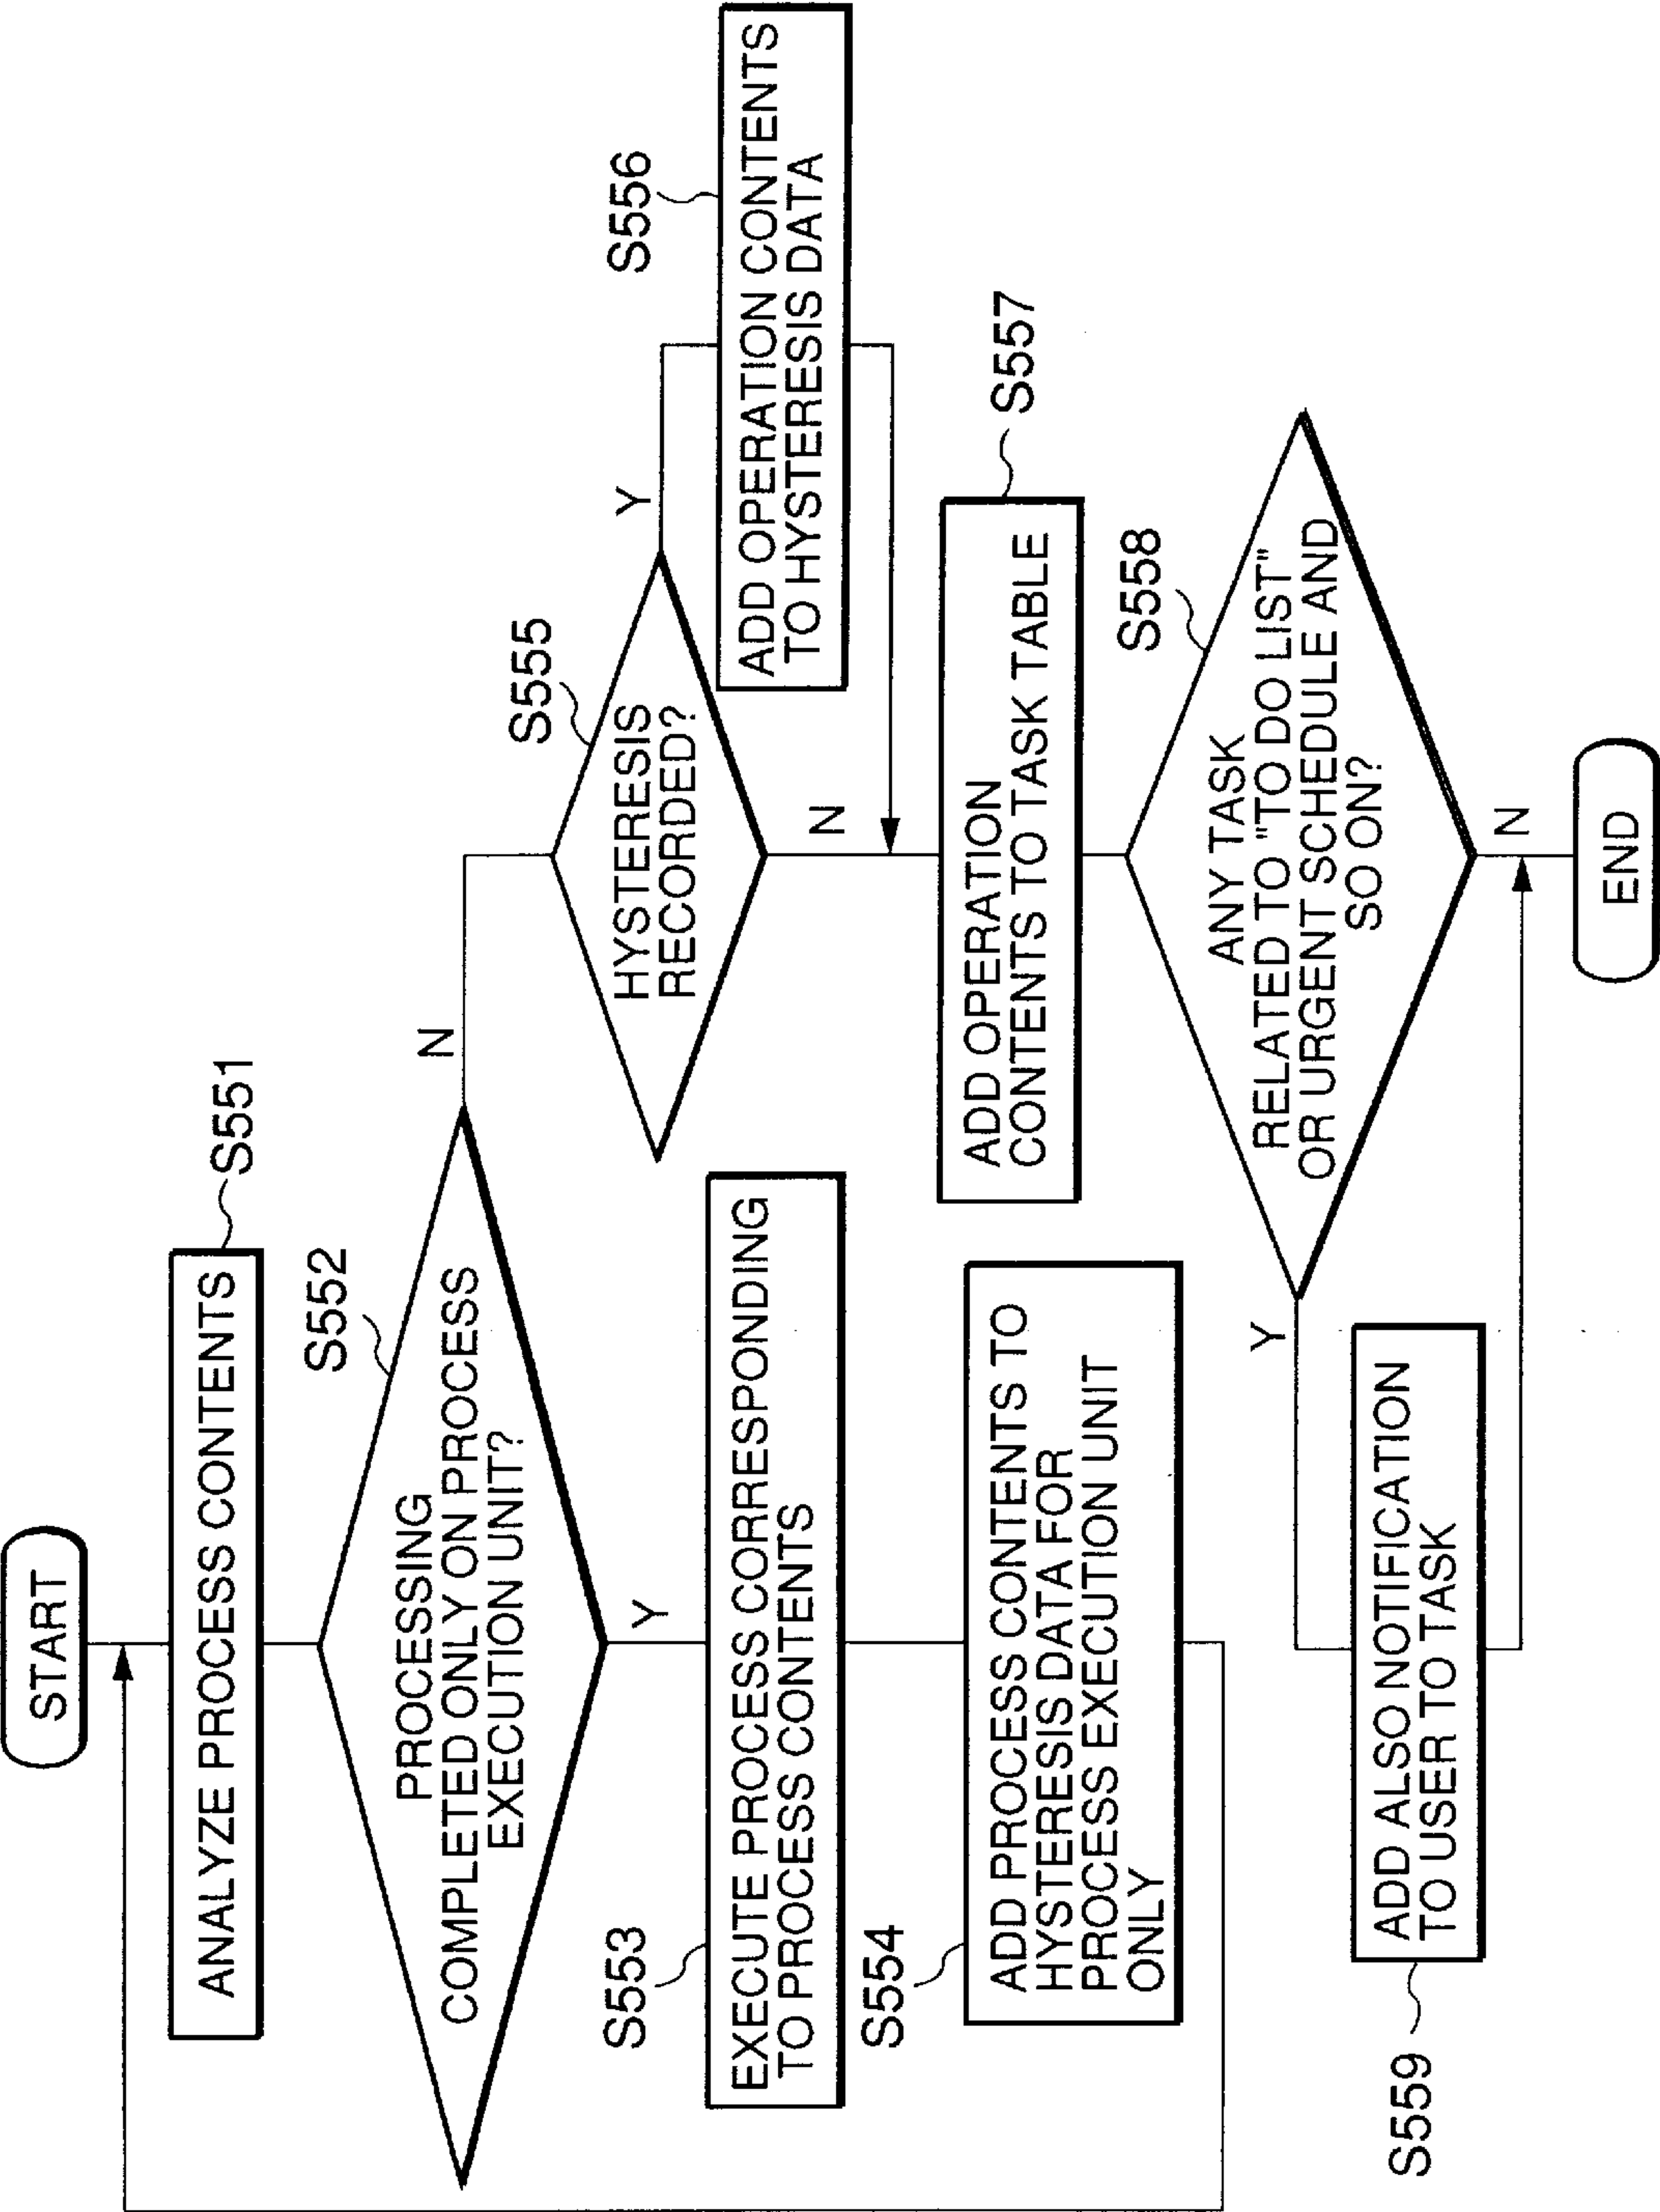 START
ANALYZE PROCESS CONTENTS
S551
S552
PROCESSING
COMPLETED ONLY ON PROCESS
EXECUTION UNIT?
N
Y
S553
EXECUTE PROCESS CORRESPONDING
TO PROCESS CONTENTS
S554
ADD PROCESS CONTENTS TO
HYSTERESIS DATA FOR
PROCESS EXECUTION UNIT
ONLY
S555
HYSTERESIS
RECORDED?
Y
N
S556
ADD OPERATION CONTENTS
TO HYSTERESIS DATA
S557
ADD OPERATION
CONTENTS TO TASK TABLE
S558
ANY TASK
RELATED TO "TO DO LIST"
OR URGENT SCHEDULE AND
SO ON?
Y
N
S559
ADD ALSO NOTIFICATION
TO USER TO TASK
END